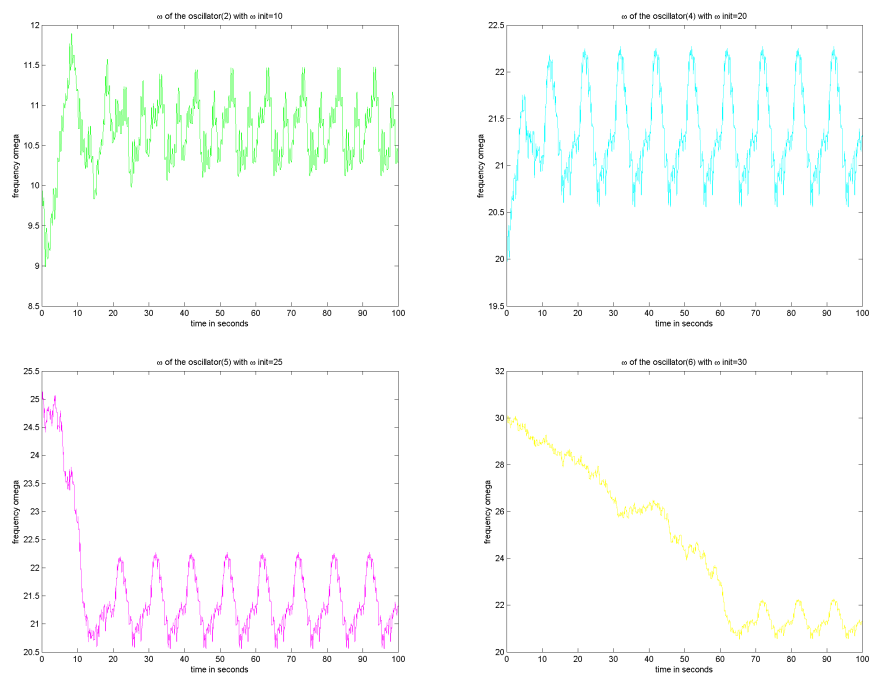 ω of the oscillator(2) with ω init=10
12
11.5
11
10.5
10
9.5
9
8.5
frequency omega
0 10 20 30 40 50 60 70 80 90 100
time in seconds
ω of the oscillator(4) with ω init=20
22.5
22
21.5
21
20.5
20
19.5
frequency omega
0 10 20 30 40 50 60 70 80 90 100
time in seconds
ω of the oscillator(5) with ω init=25
25.5
25
24.5
24
23.5
23
22.5
22
21.5
21
20.5
frequency omega
0 10 20 30 40 50 60 70 80 90 100
time in seconds
ω of the oscillator(6) with ω init=30
32
30
28
26
24
22
20
frequency omega
0 10 20 30 40 50 60 70 80 90 100
time in seconds